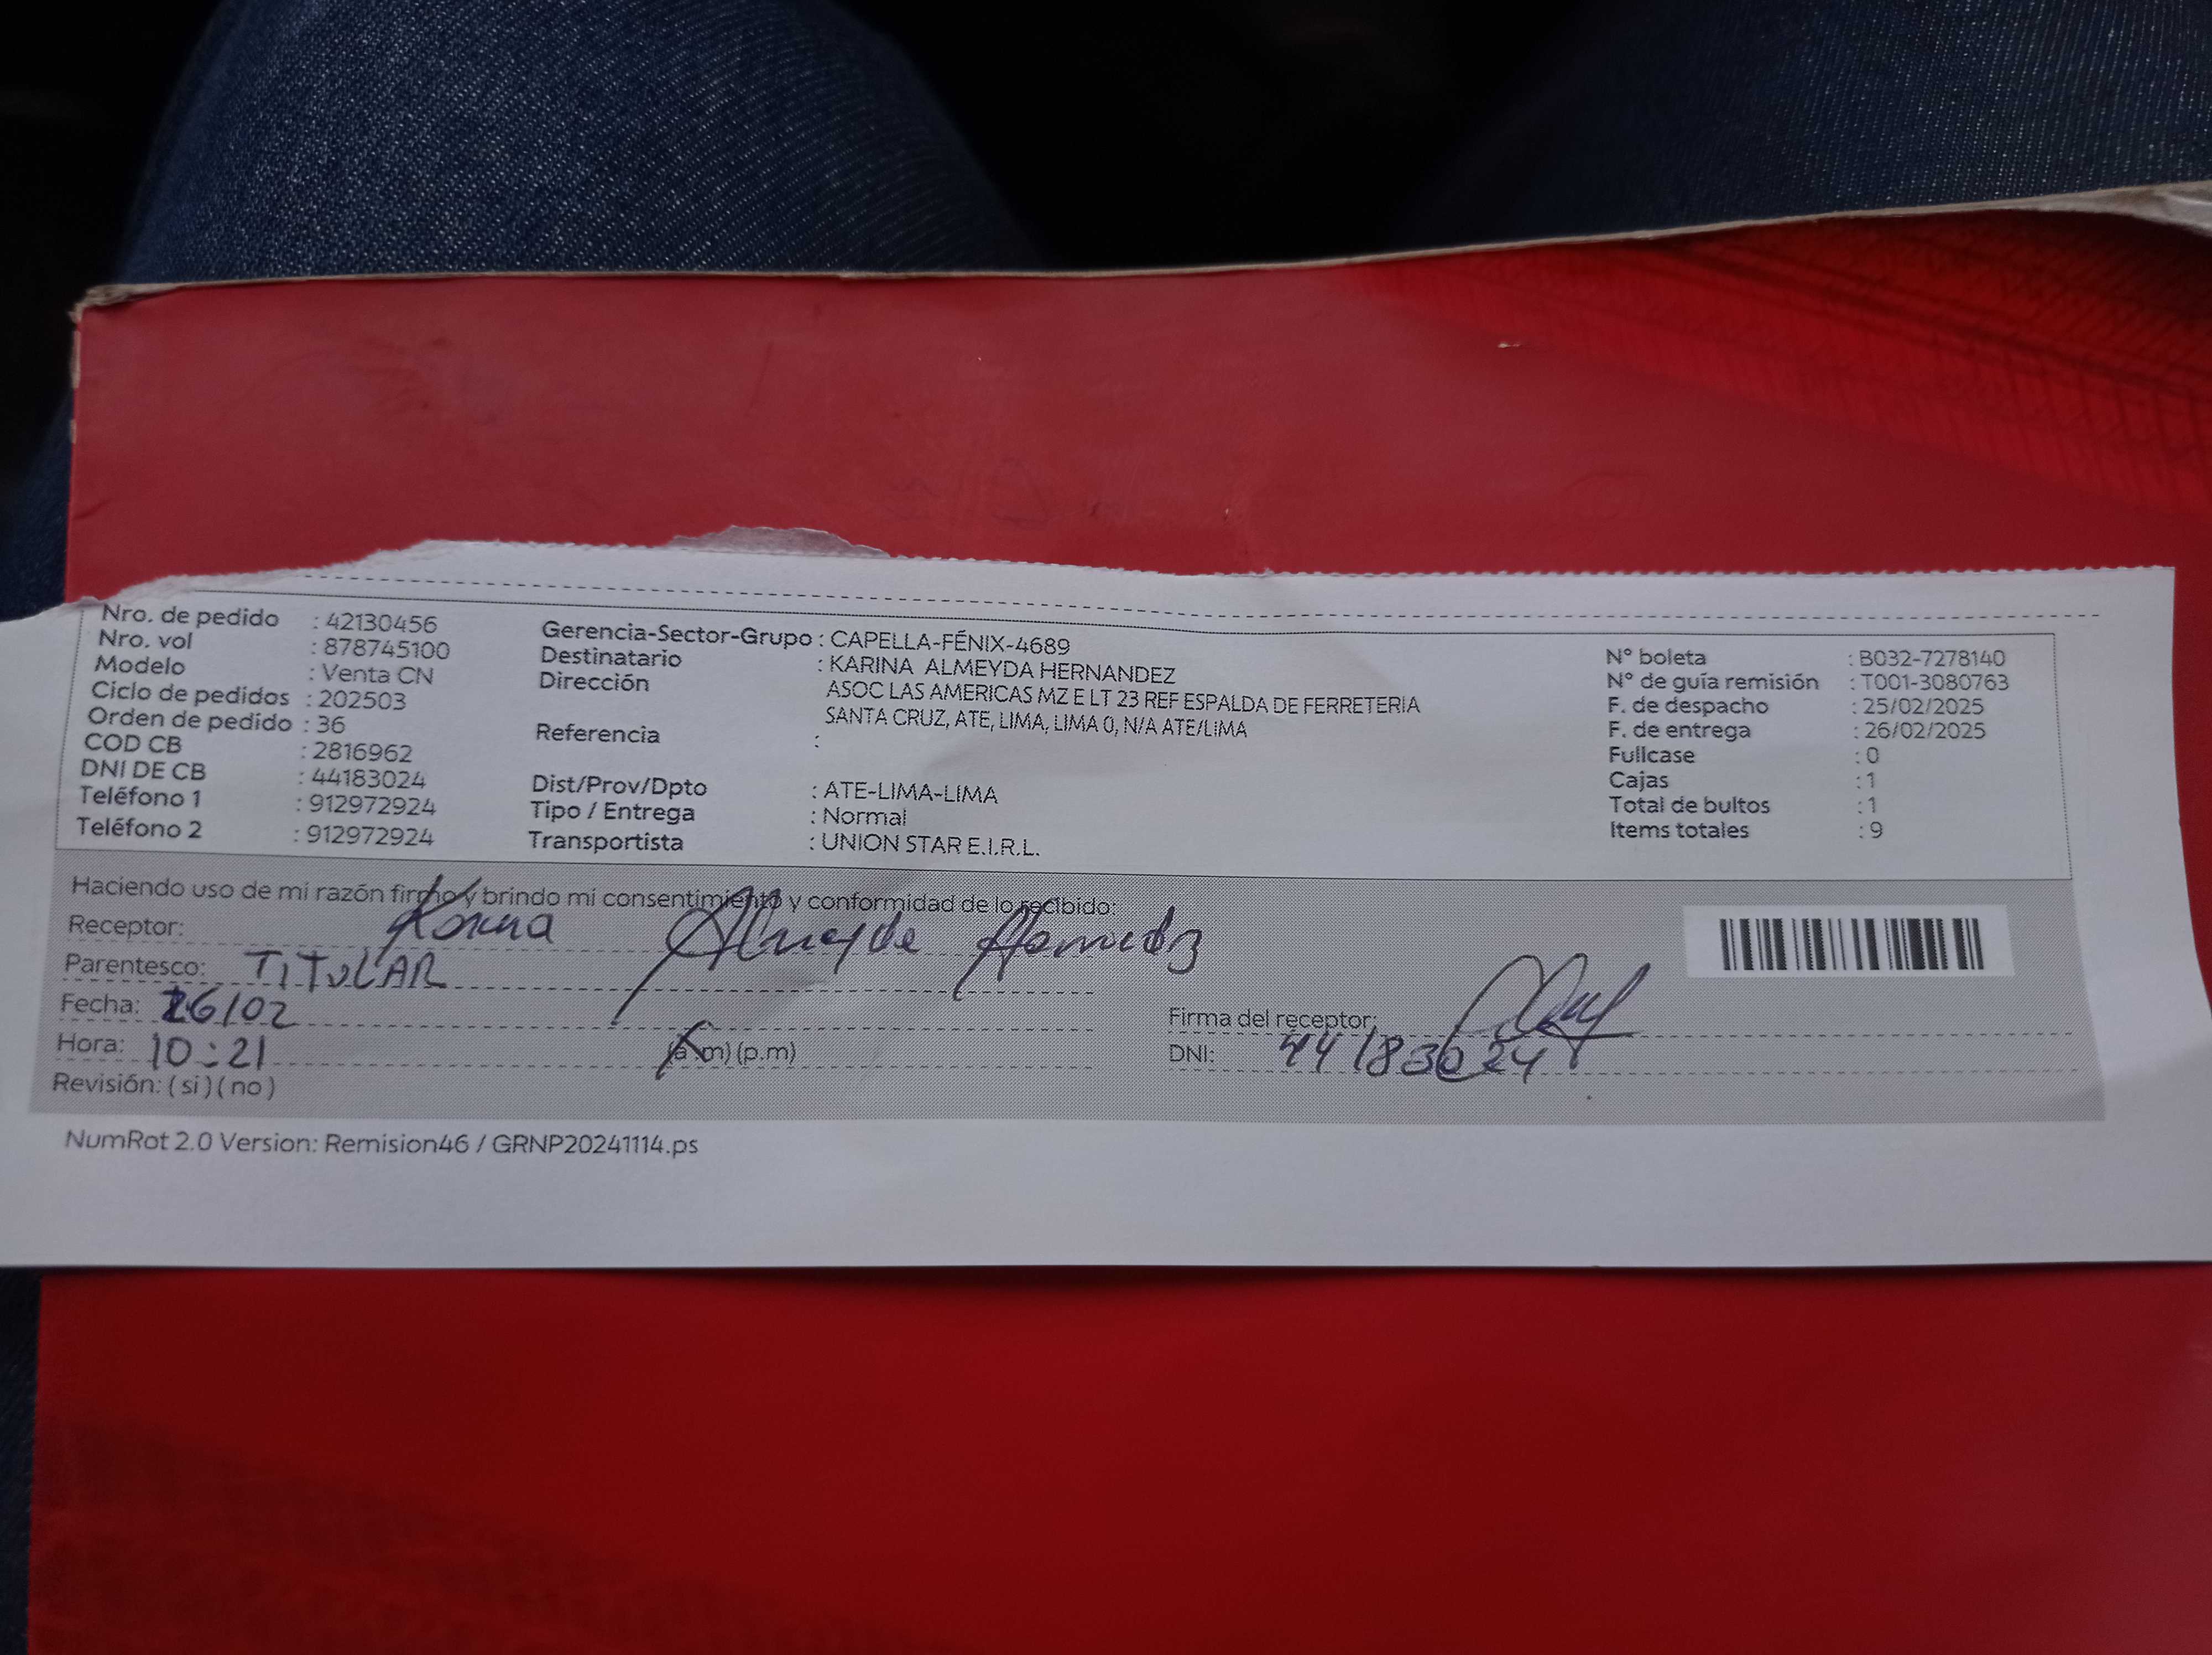 Nro. de pedido : 42130456
Nro. vol : 878745100
Modelo : Venta CN
Ciclo de pedidos : 202503
Orden de pedido : 36
COD CB : 2816962
DNI DE CB : 44183024
Teléfono 1 : 912972924
Teléfono 2 : 912972924
Gerencia-Sector-Grupo : CAPELLA-FÉNIX-4689
Destinatario : KARINA ALMEYDA HERNANDEZ
Dirección : ASOC LAS AMERICAS MZ E LT 23 REF ESPALDA DE FERRETERIA
SANTA CRUZ, ATE, LIMA, LIMA 0, N/A ATE/LIMA
Referencia :
Dist/Prov/Dpto : ATE-LIMA-LIMA
Tipo / Entrega : Normal
Transportista : UNION STAR E.I.R.L.
N° boleta : B032-7278140
N° de guía remisión : T001-3080763
F. de despacho : 25/02/2025
F. de entrega : 26/02/2025
Fullcase : 0
Cajas : 1
Total de bultos : 1
Items totales : 9
Haciendo uso de mi razón firmo y brindo mi consentimiento y conformidad de lo recibido:
Receptor: Karina Almeyda Hernandez
Parentesco: TITULAR
Fecha: 26/02
Hora: 10:21 (a.m) (p.m)
Revisión: ( si ) ( no )
Firma del receptor:
DNI: 44183024
NumRot 2.0 Version: Remision46 / GRNP20241114.ps